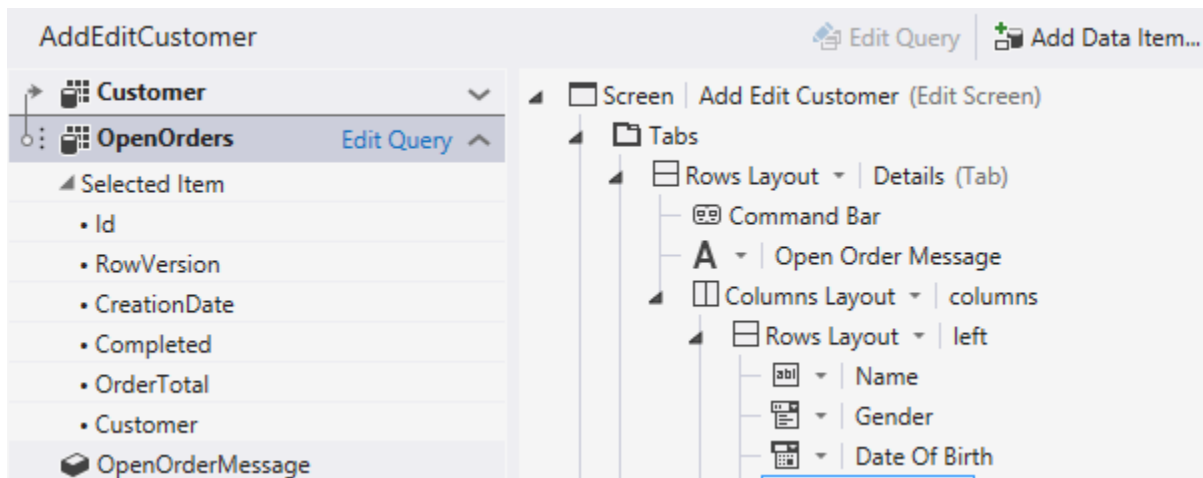 AddEditCustomer
Edit Query
Add Data Item...
Customer
OpenOrders
Edit Query
Selected Item
• Id
• RowVersion
• CreationDate
• Completed
• OrderTotal
• Customer
OpenOrderMessage
Screen | Add Edit Customer (Edit Screen)
Tabs
Rows Layout | Details (Tab)
Command Bar
A | Open Order Message
Columns Layout | columns
Rows Layout | left
abl | Name
Gender
Date Of Birth